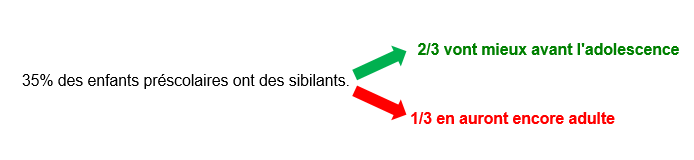 2/3 vont mieux avant l'adolescence
35% des enfants préscolaires ont des sibilants.
1/3 en auront encore adulte